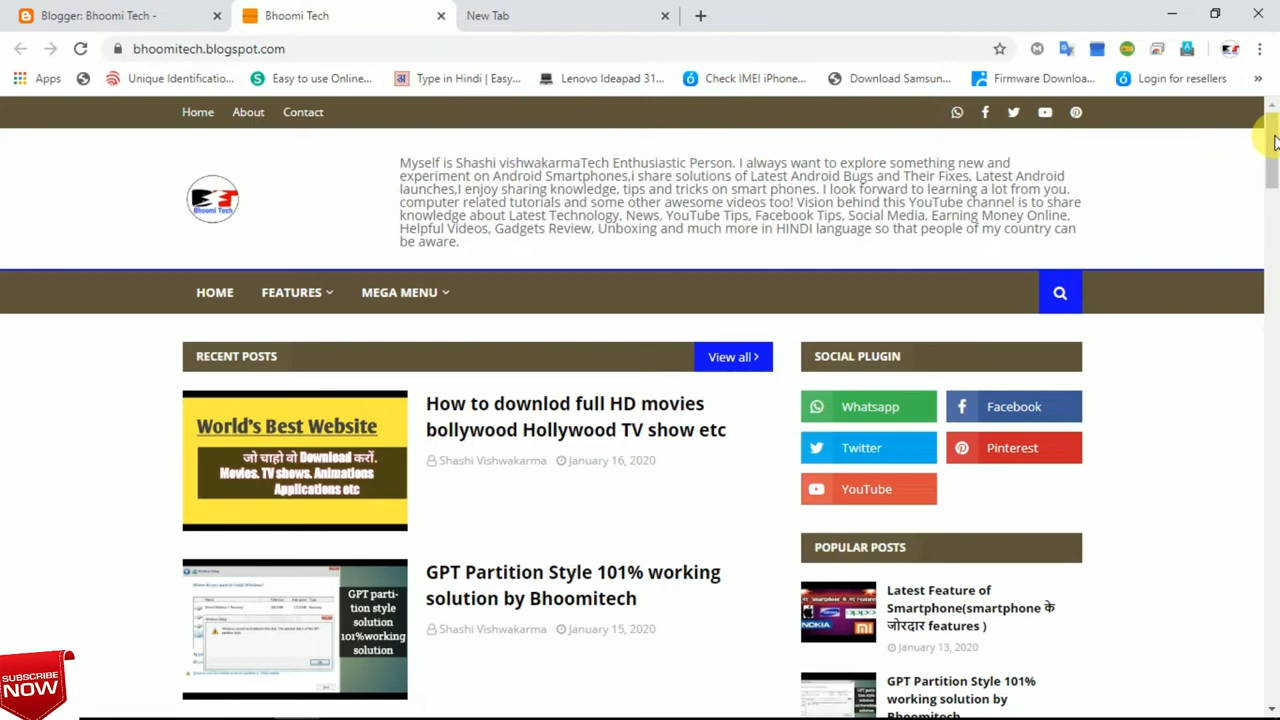 Blogger: Bhoomi Tech -
Bhoomi Tech
New Tab
bhoomitech.blogspot.com
Apps
Unique Identificatio...
Easy to use Online...
Type in Hindi | Easy...
Lenovo Ideapad 31...
Check IMEI iPhone...
Download Samsun...
Firmware Downloa...
Login for resellers
Home
About
Contact
Myself is Shashi vishwakarmaTech Enthusiastic Person. I always want to explore something new and
experiment on Android Smartphones,i share solutions of Latest Android Bugs and Their Fixes, Latest Android
launches,I enjoy sharing knowledge, tips and tricks on smart phones. I look forward to learning a lot from you.
computer related tutorials and some other awesome videos too! Vision behind this YouTube channel is to share
knowledge about Latest Technology, News, YouTube Tips, Facebook Tips, Social Media, Earning Money Online,
Helpful Videos, Gadgets Review, Unboxing and much more in HINDI language so that people of my country can
be aware.
Bhoomi Tech
HOME
FEATURES
MEGA MENU
RECENT POSTS
View all
World's Best Website
जो चाहो वो Download करों.
Movies. TV shows. Animations
Applications etc
How to downlod full HD movies
bollywood Hollywood TV show etc
Shashi Vishwakarma
January 16, 2020
GPT parti-
tion style
101%working
solution
GPT Partition Style 101% working
solution by Bhoomitech
Shashi Vishwakarma
January 15, 2020
SOCIAL PLUGIN
Whatsapp
Facebook
Twitter
Pinterest
YouTube
POPULAR POSTS
NOKIA
Latest Feature of
Smartphone(smartphone के
जोरदार features )
January 13, 2020
GPT Partition Style 101%
working solution by
Bhoomitech
SUBSCRIBE
NOW